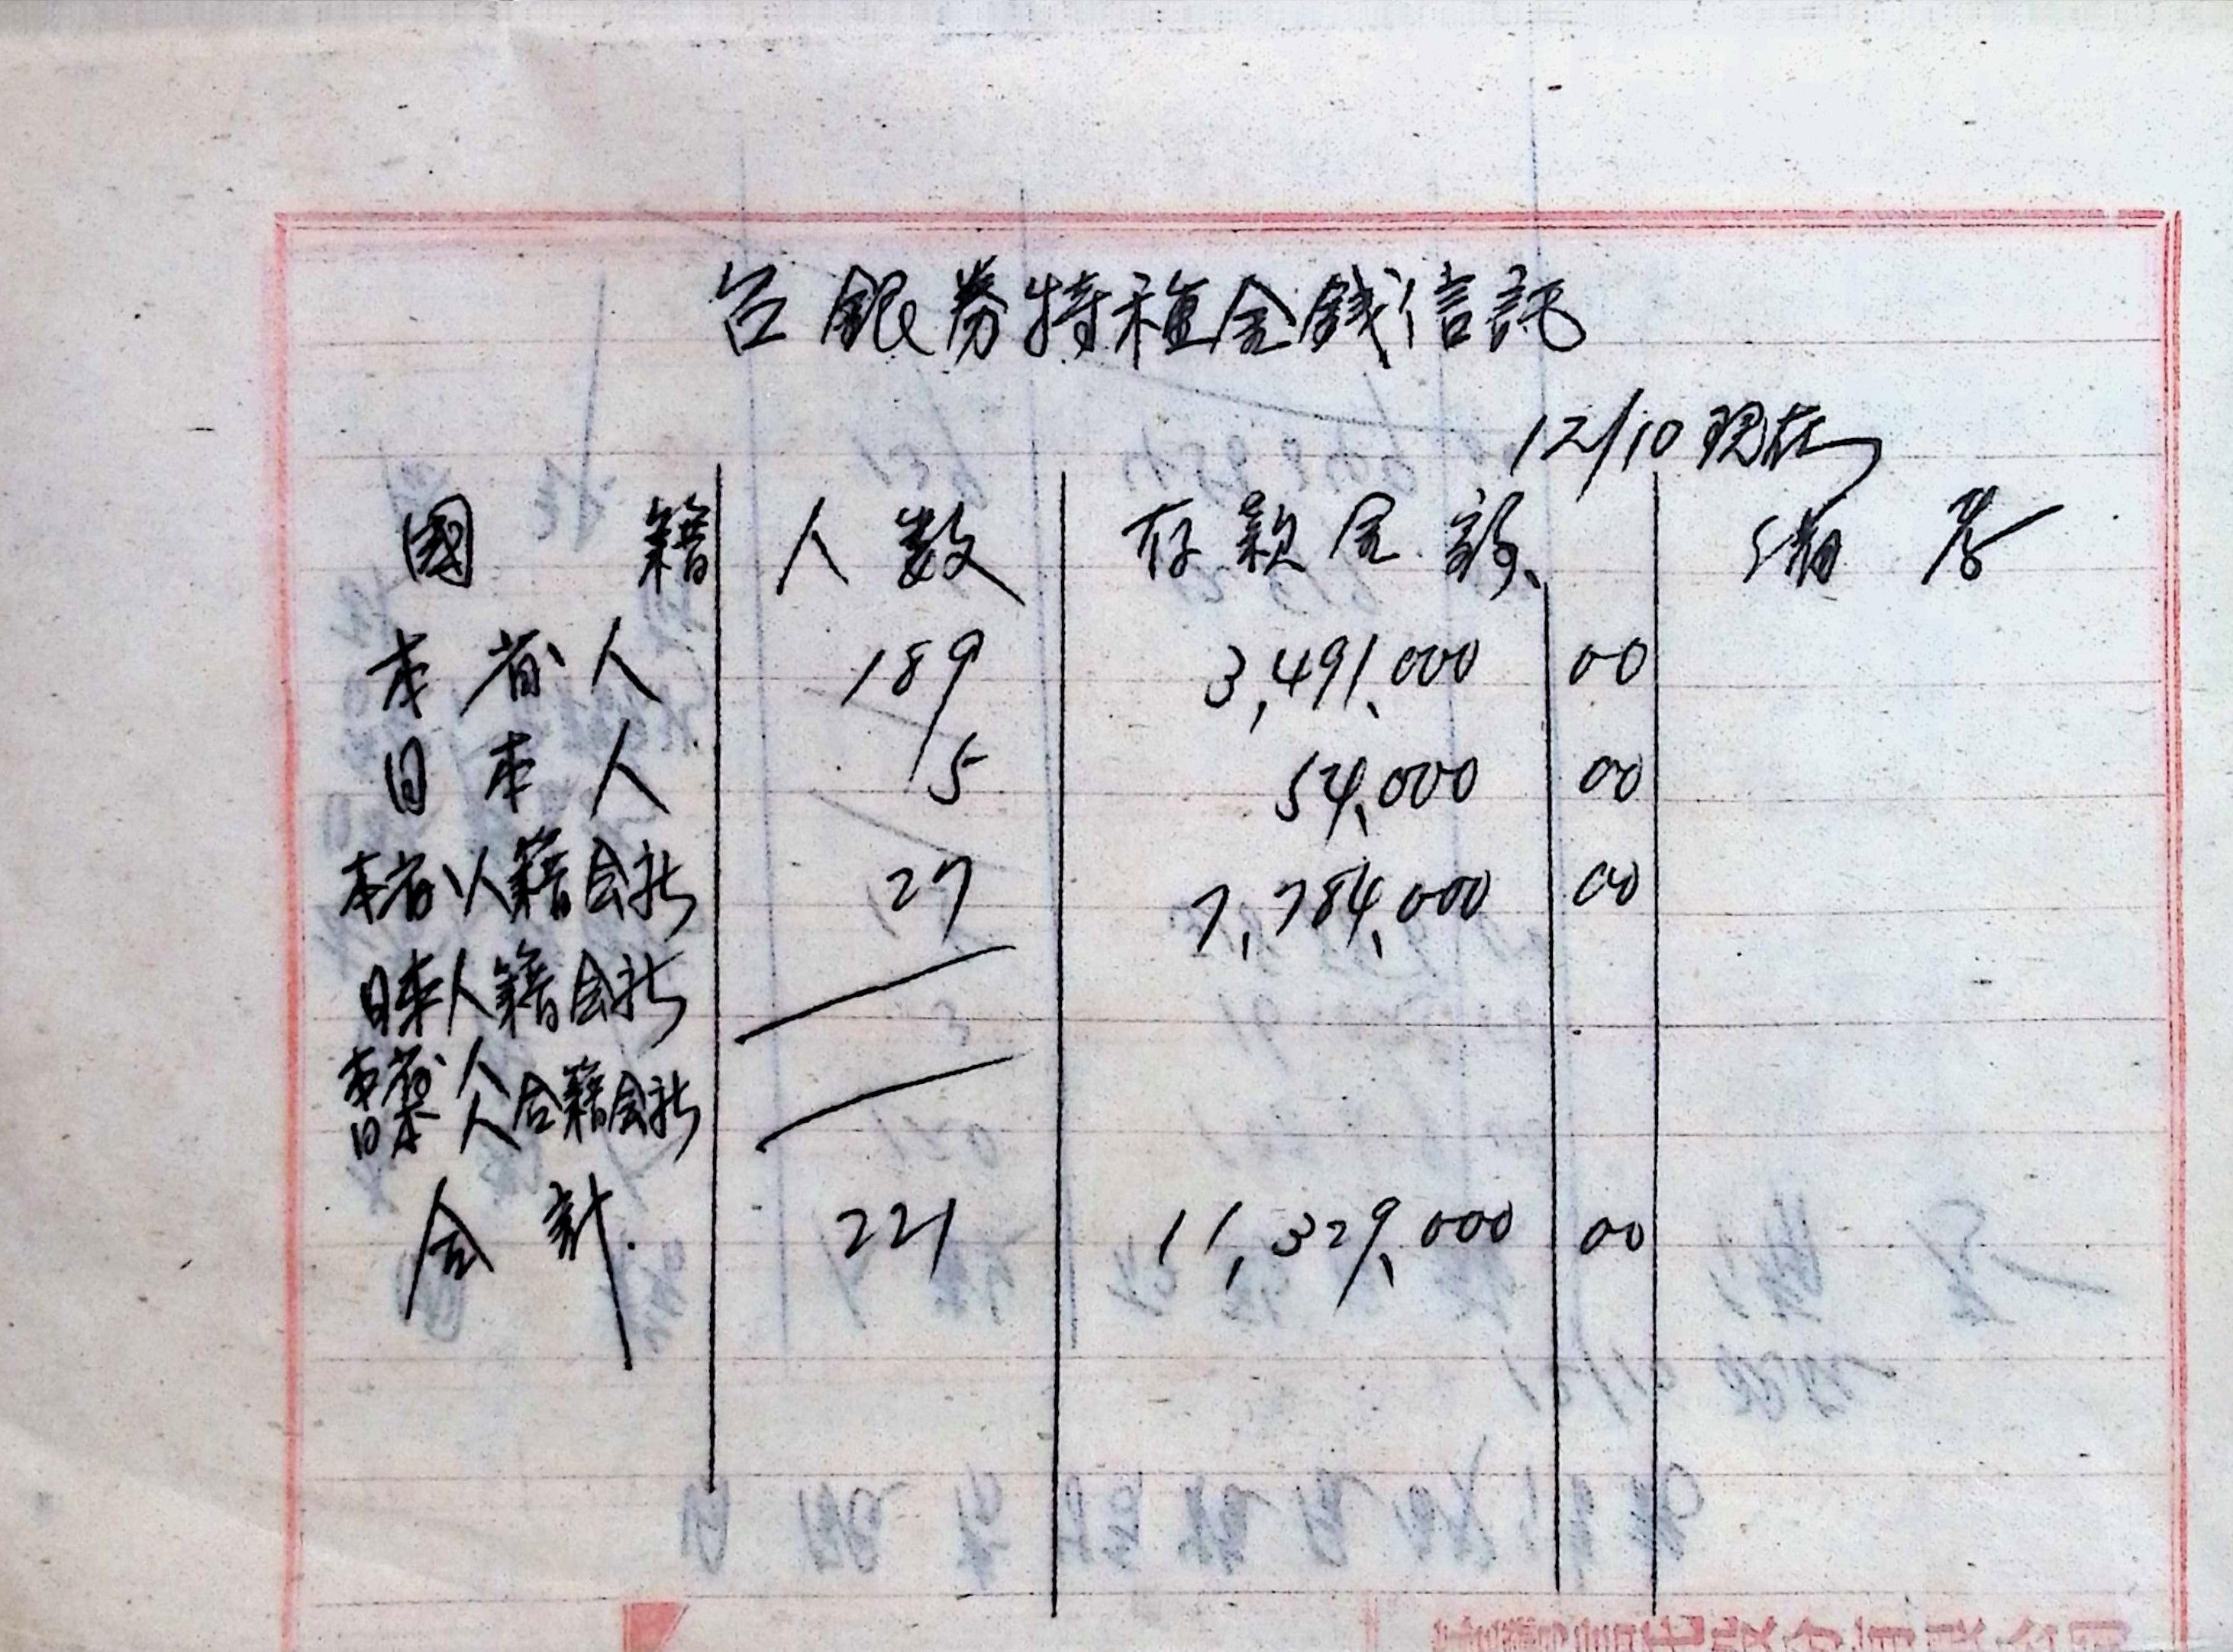 台銀券特種金錢信託
12/10現在
國籍 人数 存款金額 備考
本省人 189 3,491,000 00
日本人 5 54,000 00
本省人籍会社 27 7,784,000 00
日本人籍会社
本省人日本人合籍会社
合計 221 11,329,000 00